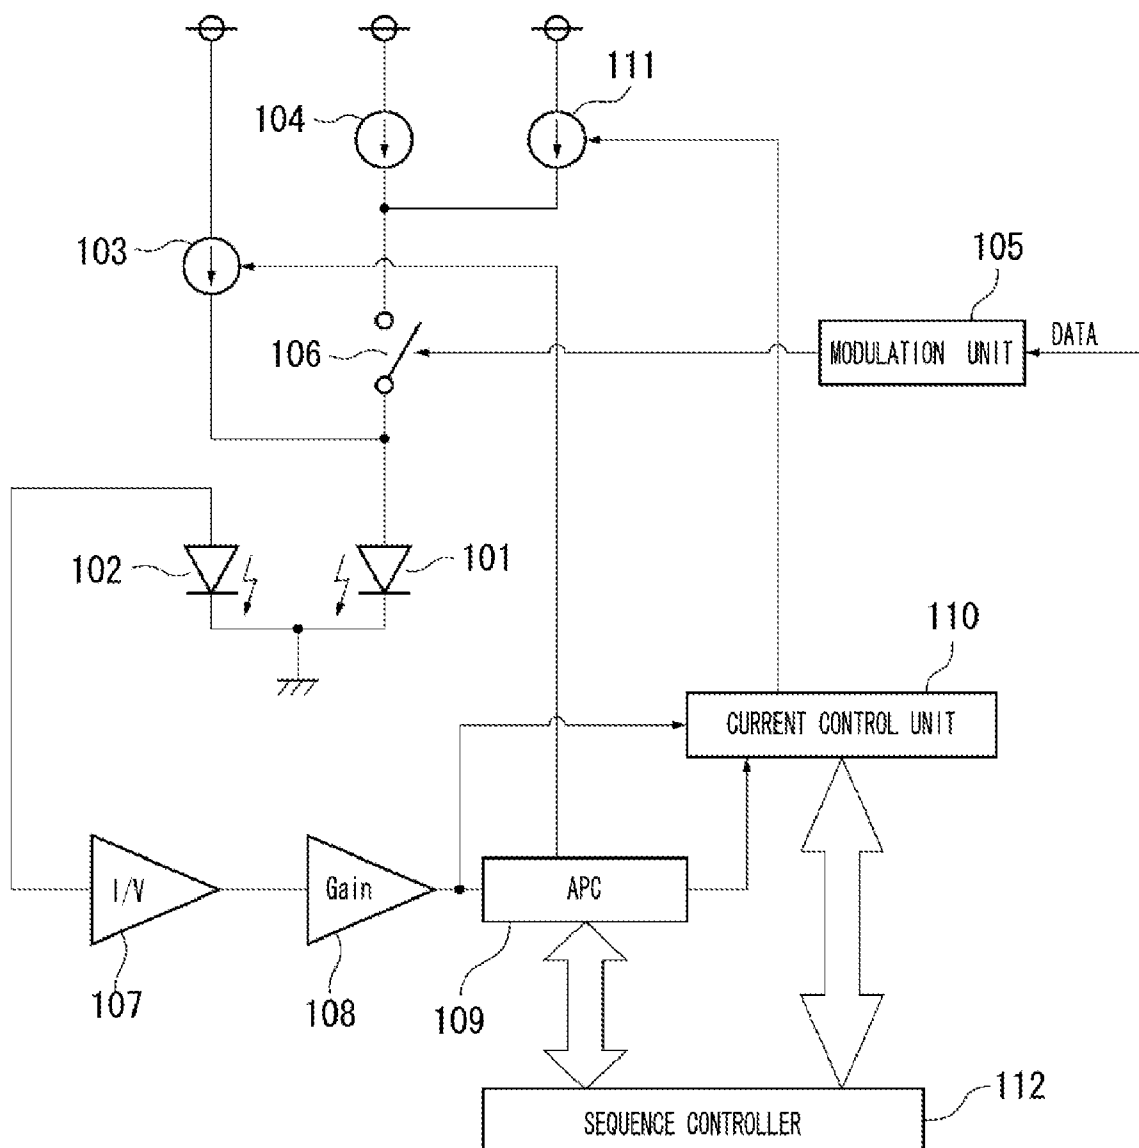 111
104
103
105
106
MODULATION UNIT
DATA
102
101
110
CURRENT CONTROL UNIT
I/V
Gain
APC
107
108
109
112
SEQUENCE CONTROLLER